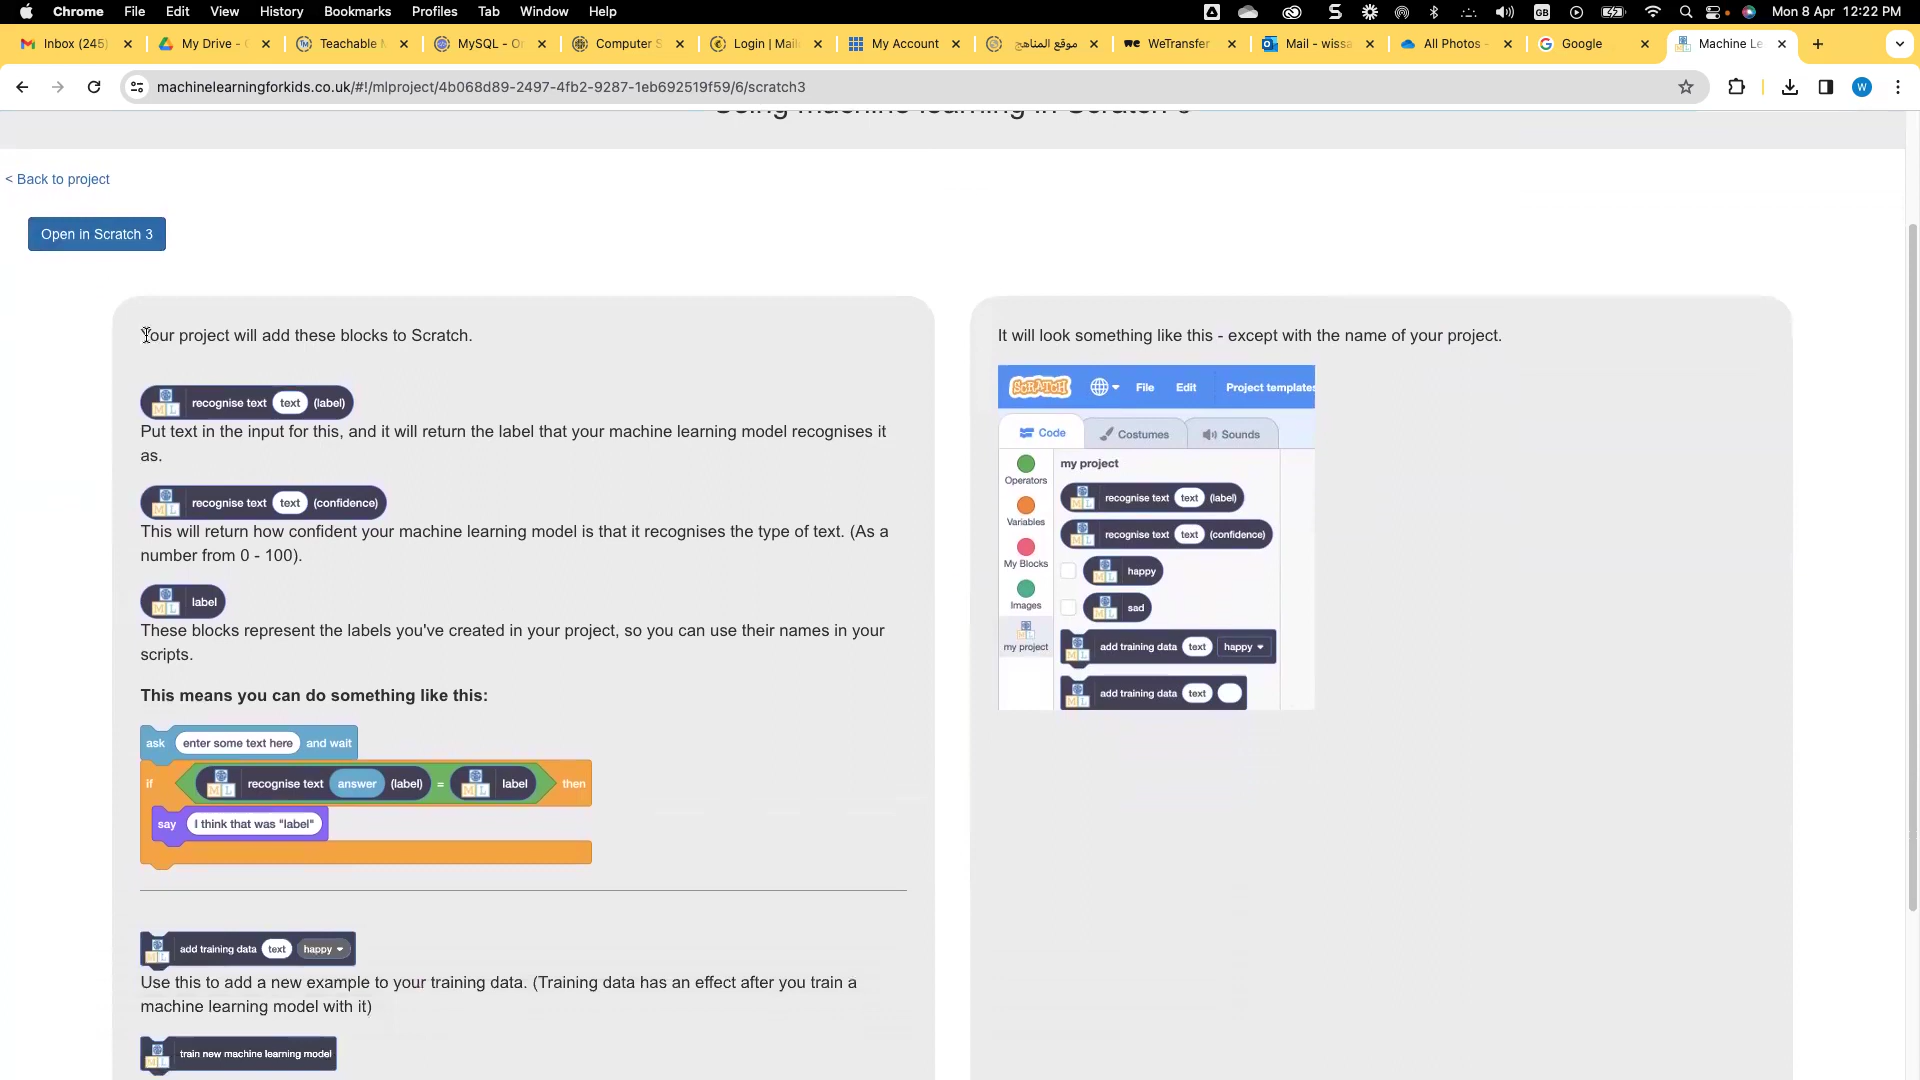 Chrome File Edit View History Bookmarks Profiles Tab Window Help
GB
Mon 8 Apr 12:22 PM
Inbox (245)
My Drive -
Teachable
MySQL - O
Computer S
Login | Mail
My Account
موقع المناهج
WeTransfer
Mail - wissa
All Photos -
Google
Machine Le
machinelearningforkids.co.uk/#!/mlproject/4b068d89-2497-4fb2-9287-1eb692519f59/6/scratch3
W
Using machine learning in Scratch 3
< Back to project
Open in Scratch 3
Your project will add these blocks to Scratch.
recognise text text (label)
Put text in the input for this, and it will return the label that your machine learning model recognises it
as.
recognise text text (confidence)
This will return how confident your machine learning model is that it recognises the type of text. (As a
number from 0 - 100).
label
These blocks represent the labels you've created in your project, so you can use their names in your
scripts.
This means you can do something like this:
ask enter some text here and wait
if recognise text answer (label) = label then
say I think that was "label"
add training data text happy
Use this to add a new example to your training data. (Training data has an effect after you train a
machine learning model with it)
train new machine learning model
It will look something like this - except with the name of your project.
SCRATCH File Edit Project templates
Code Costumes Sounds
Operators
Variables
My Blocks
Images
my project
my project
recognise text text (label)
recognise text text (confidence)
happy
sad
add training data text happy
add training data text